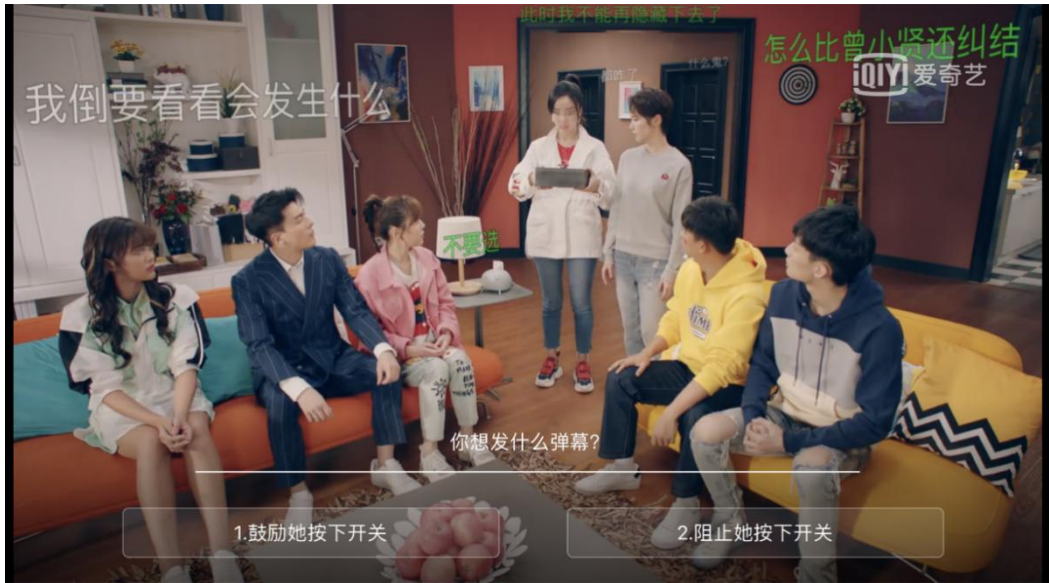 此时我不能再隐藏下去了
怎么比曾小贤还纠结
iQIYI 爱奇艺
什么鬼?
我倒要看看会发生什么
不要选
你想发什么弹幕?
1.鼓励她按下开关
2.阻止她按下开关